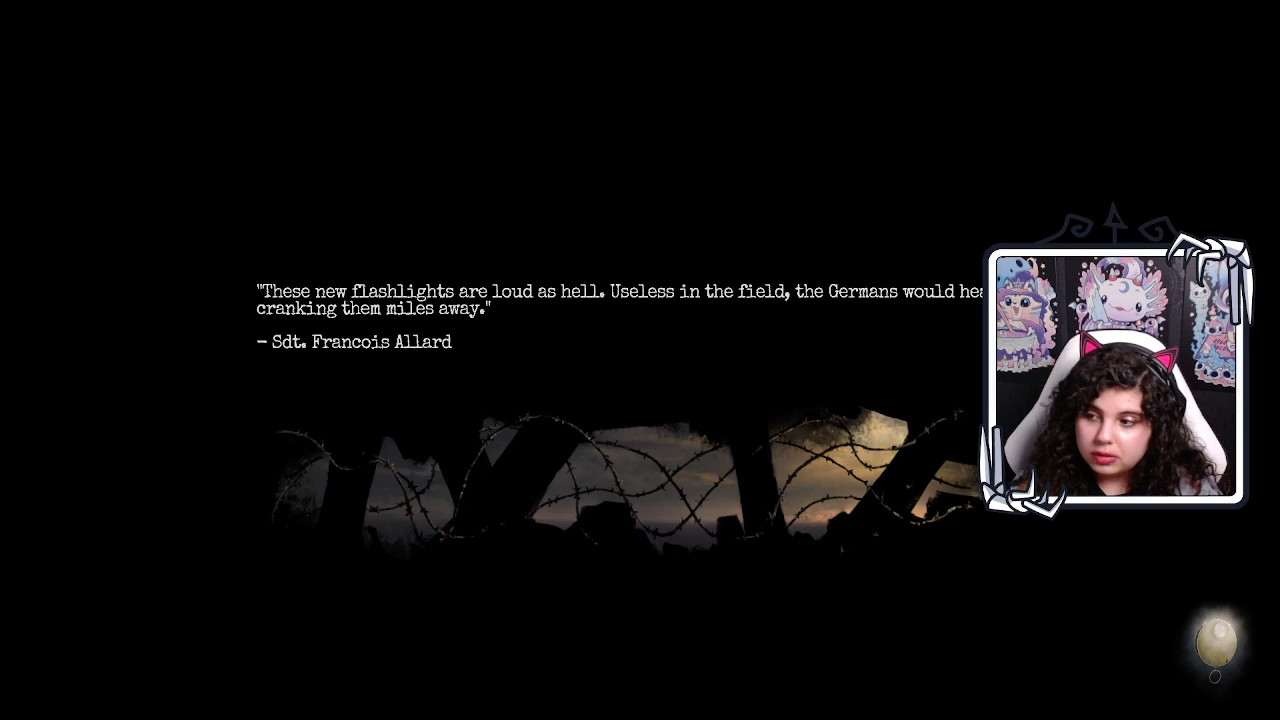 "These new flashlights are loud as hell. Useless in the field, the Germans would
cranking them miles away."
— Sdt. Francois Allard